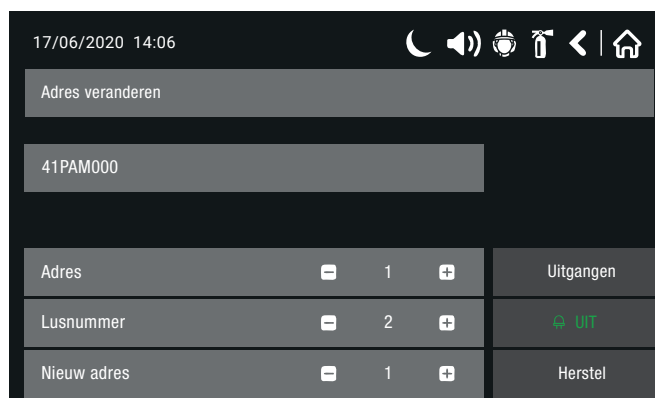 17/06/2020 14:06
Adres veranderen
41PAM000
Adres 1 Uitgangen
Lusnummer 2 UIT
Nieuw adres 1 Herstel